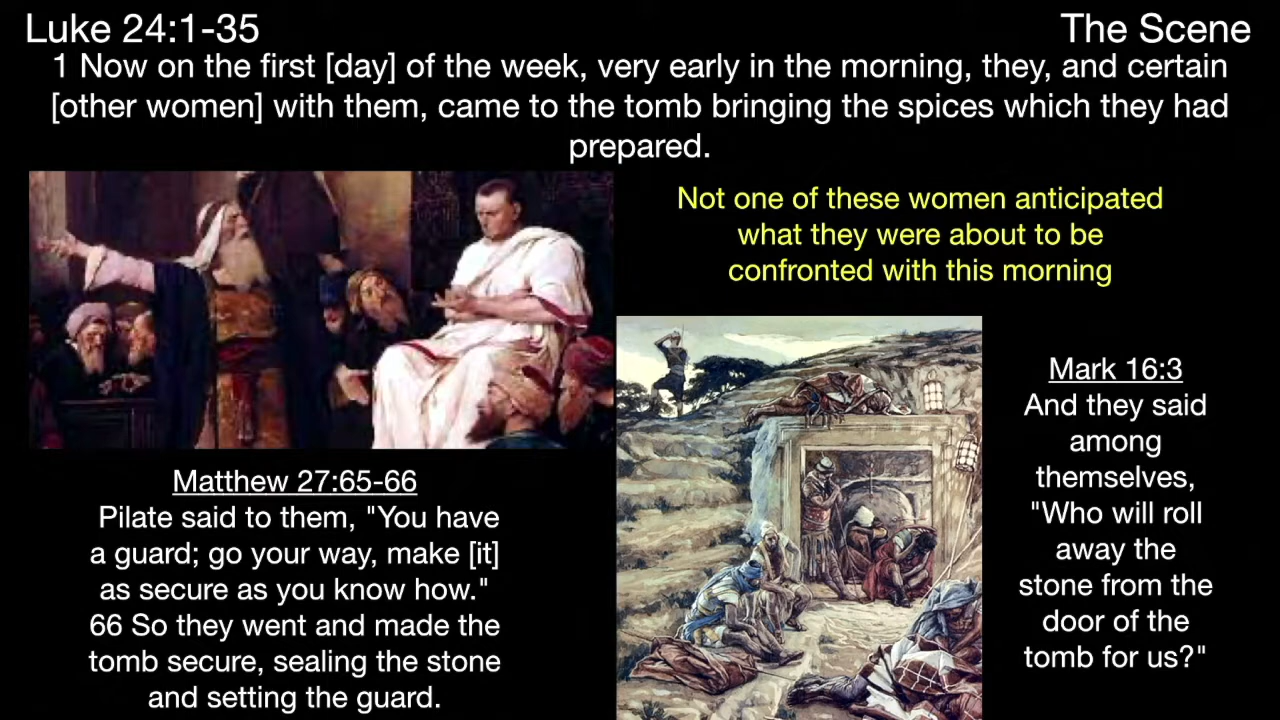 Luke 24:1-35
The Scene
1 Now on the first [day] of the week, very early in the morning, they, and certain
[other women] with them, came to the tomb bringing the spices which they had
prepared.
Not one of these women anticipated
what they were about to be
confronted with this morning
Matthew 27:65-66
Pilate said to them, "You have
a guard; go your way, make [it]
as secure as you know how."
66 So they went and made the
tomb secure, sealing the stone
and setting the guard.
Mark 16:3
And they said
among
themselves,
"Who will roll
away the
stone from the
door of the
tomb for us?"